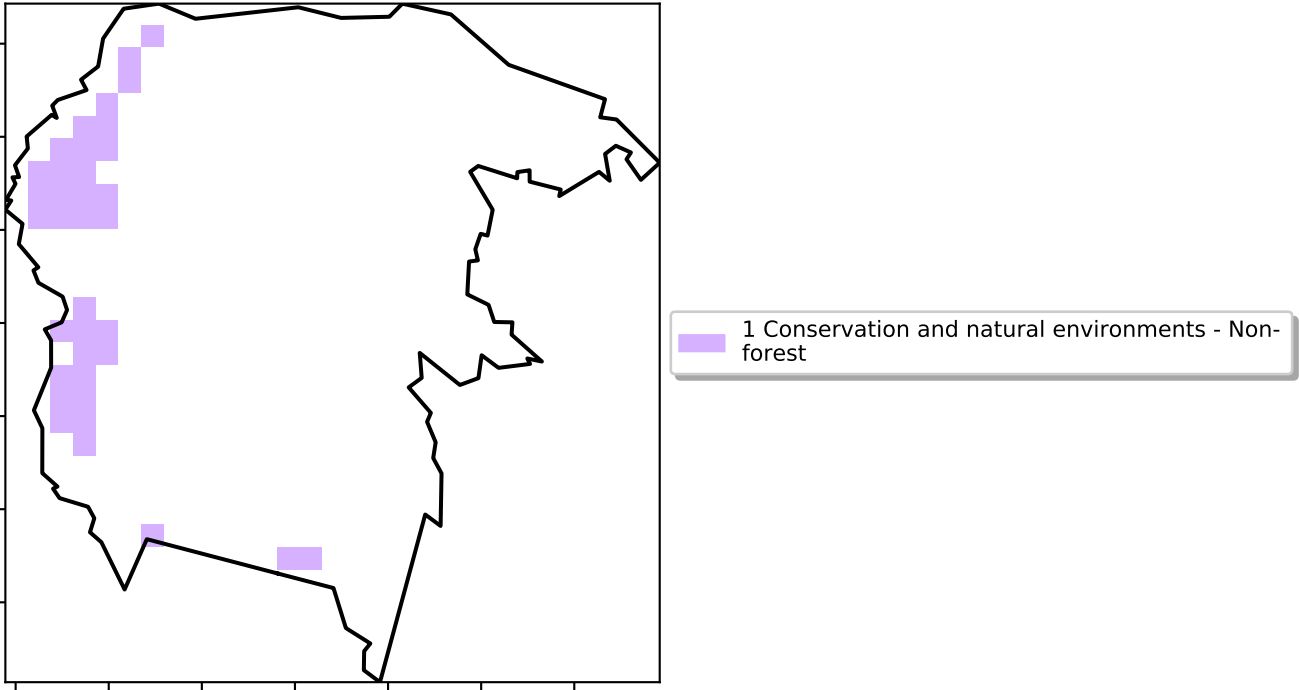 1 Conservation and natural environments - Non-
forest